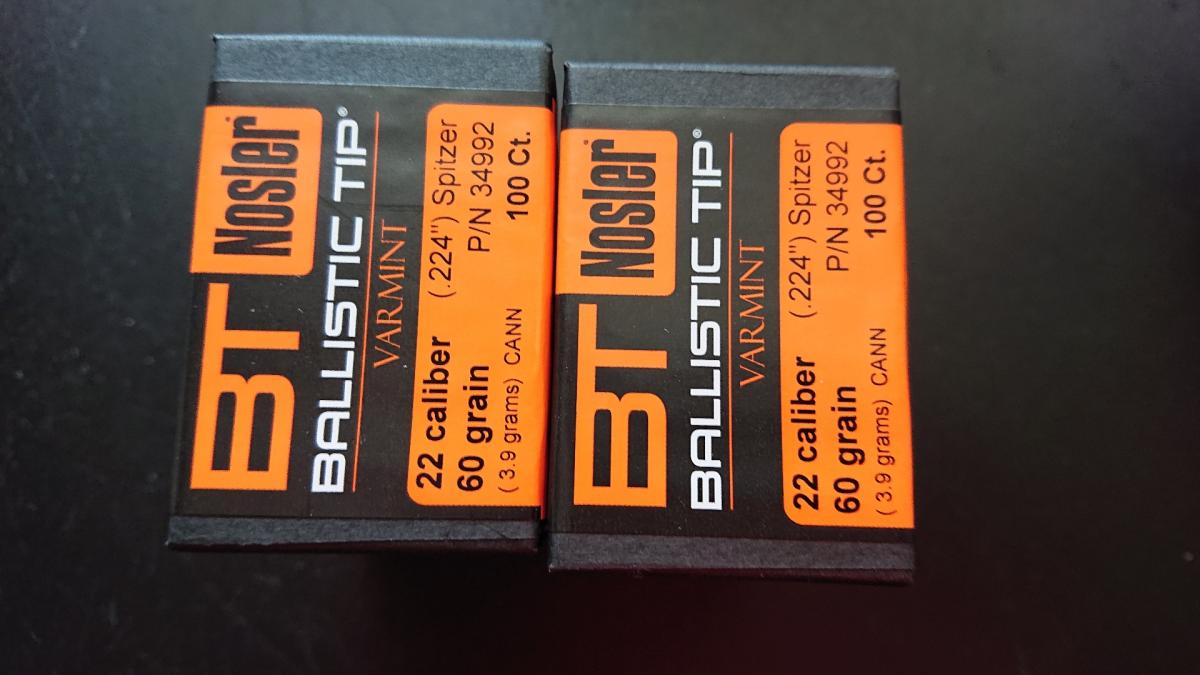 BT Nosler®
BALLISTIC TIP®
VARMINT
22 caliber (.224") Spitzer
60 grain P/N 34992
( 3.9 grams) CANN 100 Ct.
BT Nosler®
BALLISTIC TIP®
VARMINT
22 caliber (.224") Spitzer
60 grain P/N 34992
( 3.9 grams) CANN 100 Ct.